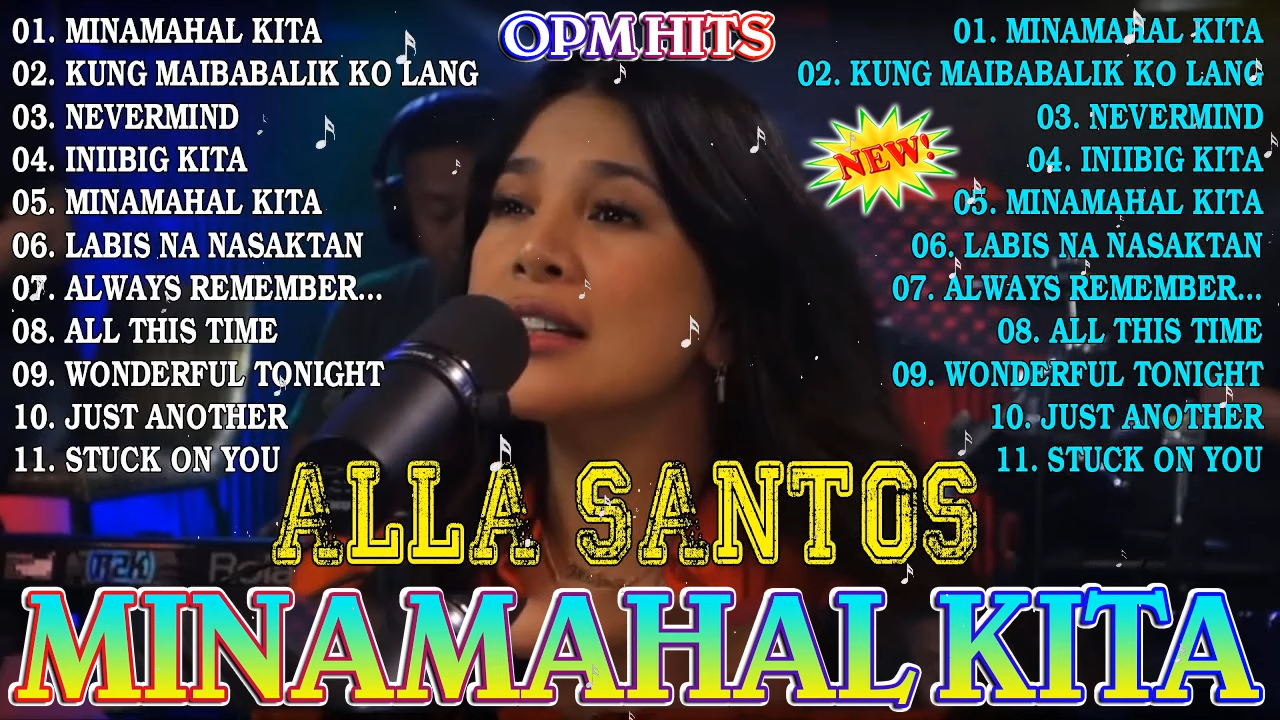 OPM HITS
01. MINAMAHAL KITA
02. KUNG MAIBABALIK KO LANG
03. NEVERMIND
04. INIIBIG KITA
05. MINAMAHAL KITA
06. LABIS NA NASAKTAN
07. ALWAYS REMEMBER...
08. ALL THIS TIME
09. WONDERFUL TONIGHT
10. JUST ANOTHER
11. STUCK ON YOU
01. MINAMAHAL KITA
02. KUNG MAIBABALIK KO LANG
03. NEVERMIND
04. INIIBIG KITA
05. MINAMAHAL KITA
06. LABIS NA NASAKTAN
07. ALWAYS REMEMBER...
08. ALL THIS TIME
09. WONDERFUL TONIGHT
10. JUST ANOTHER
11. STUCK ON YOU
NEW!
ALLA SANTOS
MINAMAHAL KITA